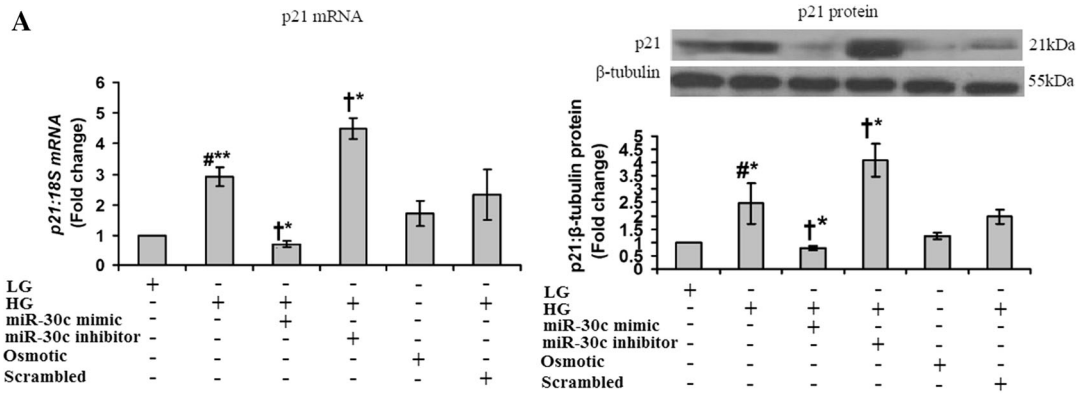 A
p21 mRNA
p21:18S mRNA
(Fold change)
6
5
4
3
2
1
0
#**
†*
†*
LG + - - - - -
HG - + + + - +
miR-30c mimic - - + - - -
miR-30c inhibitor - - - + - -
Osmotic - - - - + -
Scrambled - - - - - +
p21 protein
p21 21kDa
β-tubulin 55kDa
p21:β-tubulin protein
(Fold change)
4.5
4
3.5
3
2.5
2
1.5
1
0.5
0
#*
†*
†*
LG + - - - - -
HG - + + + - +
miR-30c mimic - - + - - -
miR-30c inhibitor - - - + - -
Osmotic - - - - + -
Scrambled - - - - - +